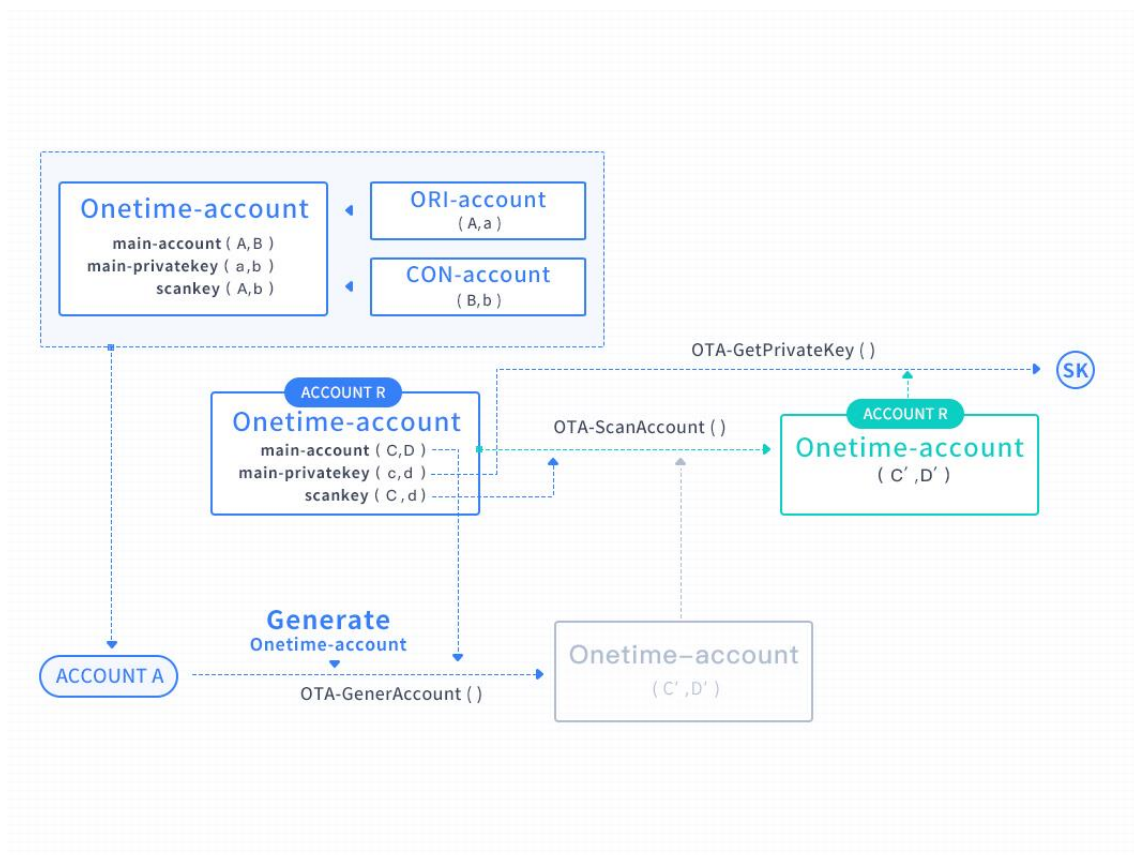 Onetime-account
main-account ( A,B )
main-privatekey ( a,b )
scankey ( A,b )
ORI-account
( A,a )
CON-account
( B,b )
OTA-GetPrivateKey ( )
SK
ACCOUNT R
Onetime-account
main-account ( C,D )
main-privatekey ( c,d )
scankey ( C,d )
OTA-ScanAccount ( )
ACCOUNT R
Onetime-account
( C′ ,D′ )
Generate
Onetime-account
ACCOUNT A
OTA-GenerAccount ( )
Onetime–account
( C′ ,D′ )